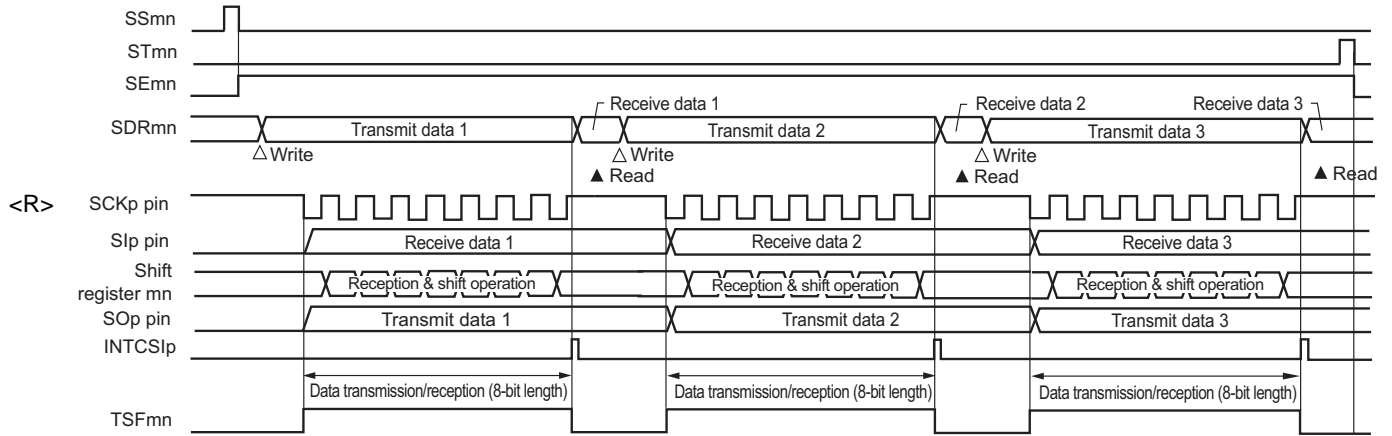 SSmn
STmn
SEmn
Receive data 1 Receive data 2 Receive data 3
SDRmn Transmit data 1 Transmit data 2 Transmit data 3
△ Write △ Write △ Write
▲ Read ▲ Read ▲ Read
<R> SCKp pin
SIp pin Receive data 1 Receive data 2 Receive data 3
Shift
register mn Reception & shift operation Reception & shift operation Reception & shift operation
SOp pin Transmit data 1 Transmit data 2 Transmit data 3
INTCSIp
Data transmission/reception (8-bit length) Data transmission/reception (8-bit length) Data transmission/reception (8-bit length)
TSFmn